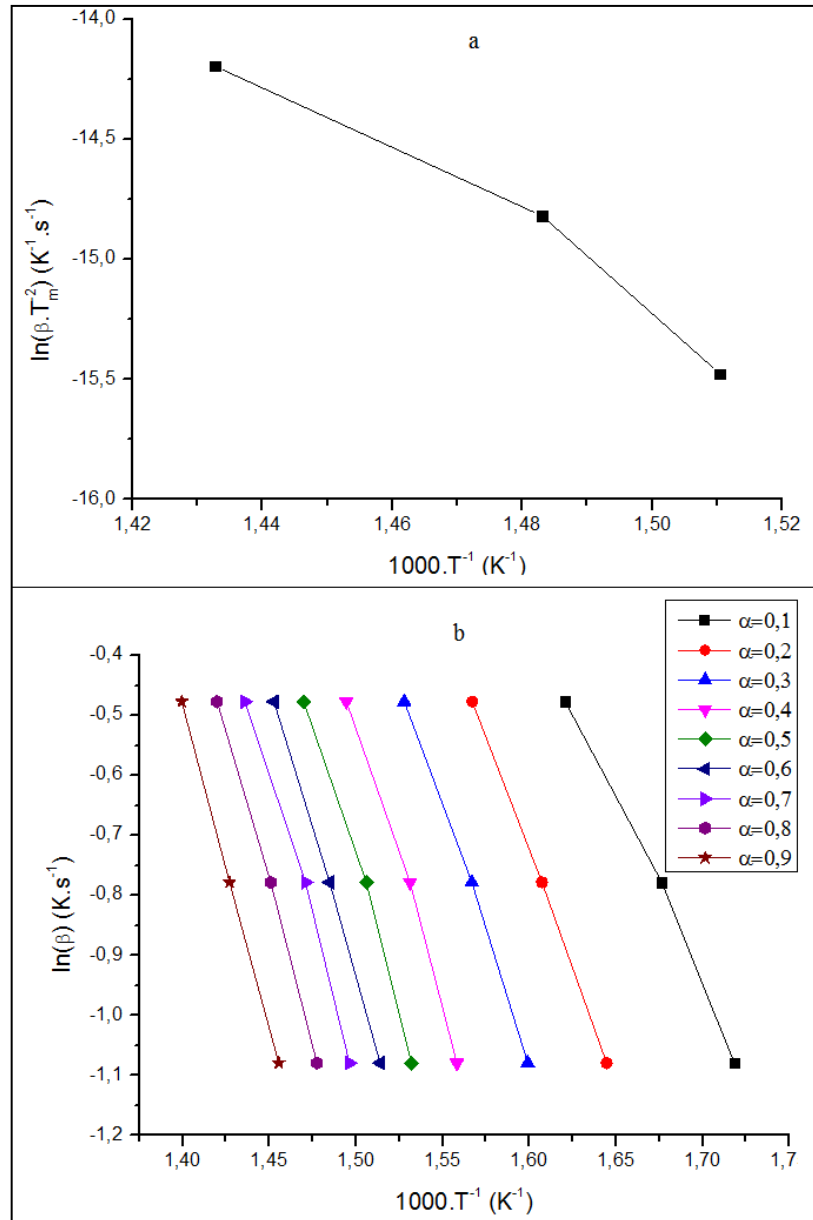 a
-14,0
-14,5
-15,0
-15,5
-16,0
ln(β.T_m^-2) (K^-1.s^-1)
1,42 1,44 1,46 1,48 1,50 1,52
1000.T^-1 (K^-1)
b
α=0,1
α=0,2
α=0,3
α=0,4
α=0,5
α=0,6
α=0,7
α=0,8
α=0,9
-0,4
-0,5
-0,6
-0,7
-0,8
-0,9
-1,0
-1,1
-1,2
ln(β) (K.s^-1)
1,40 1,45 1,50 1,55 1,60 1,65 1,70 1,7
1000.T^-1 (K^-1)